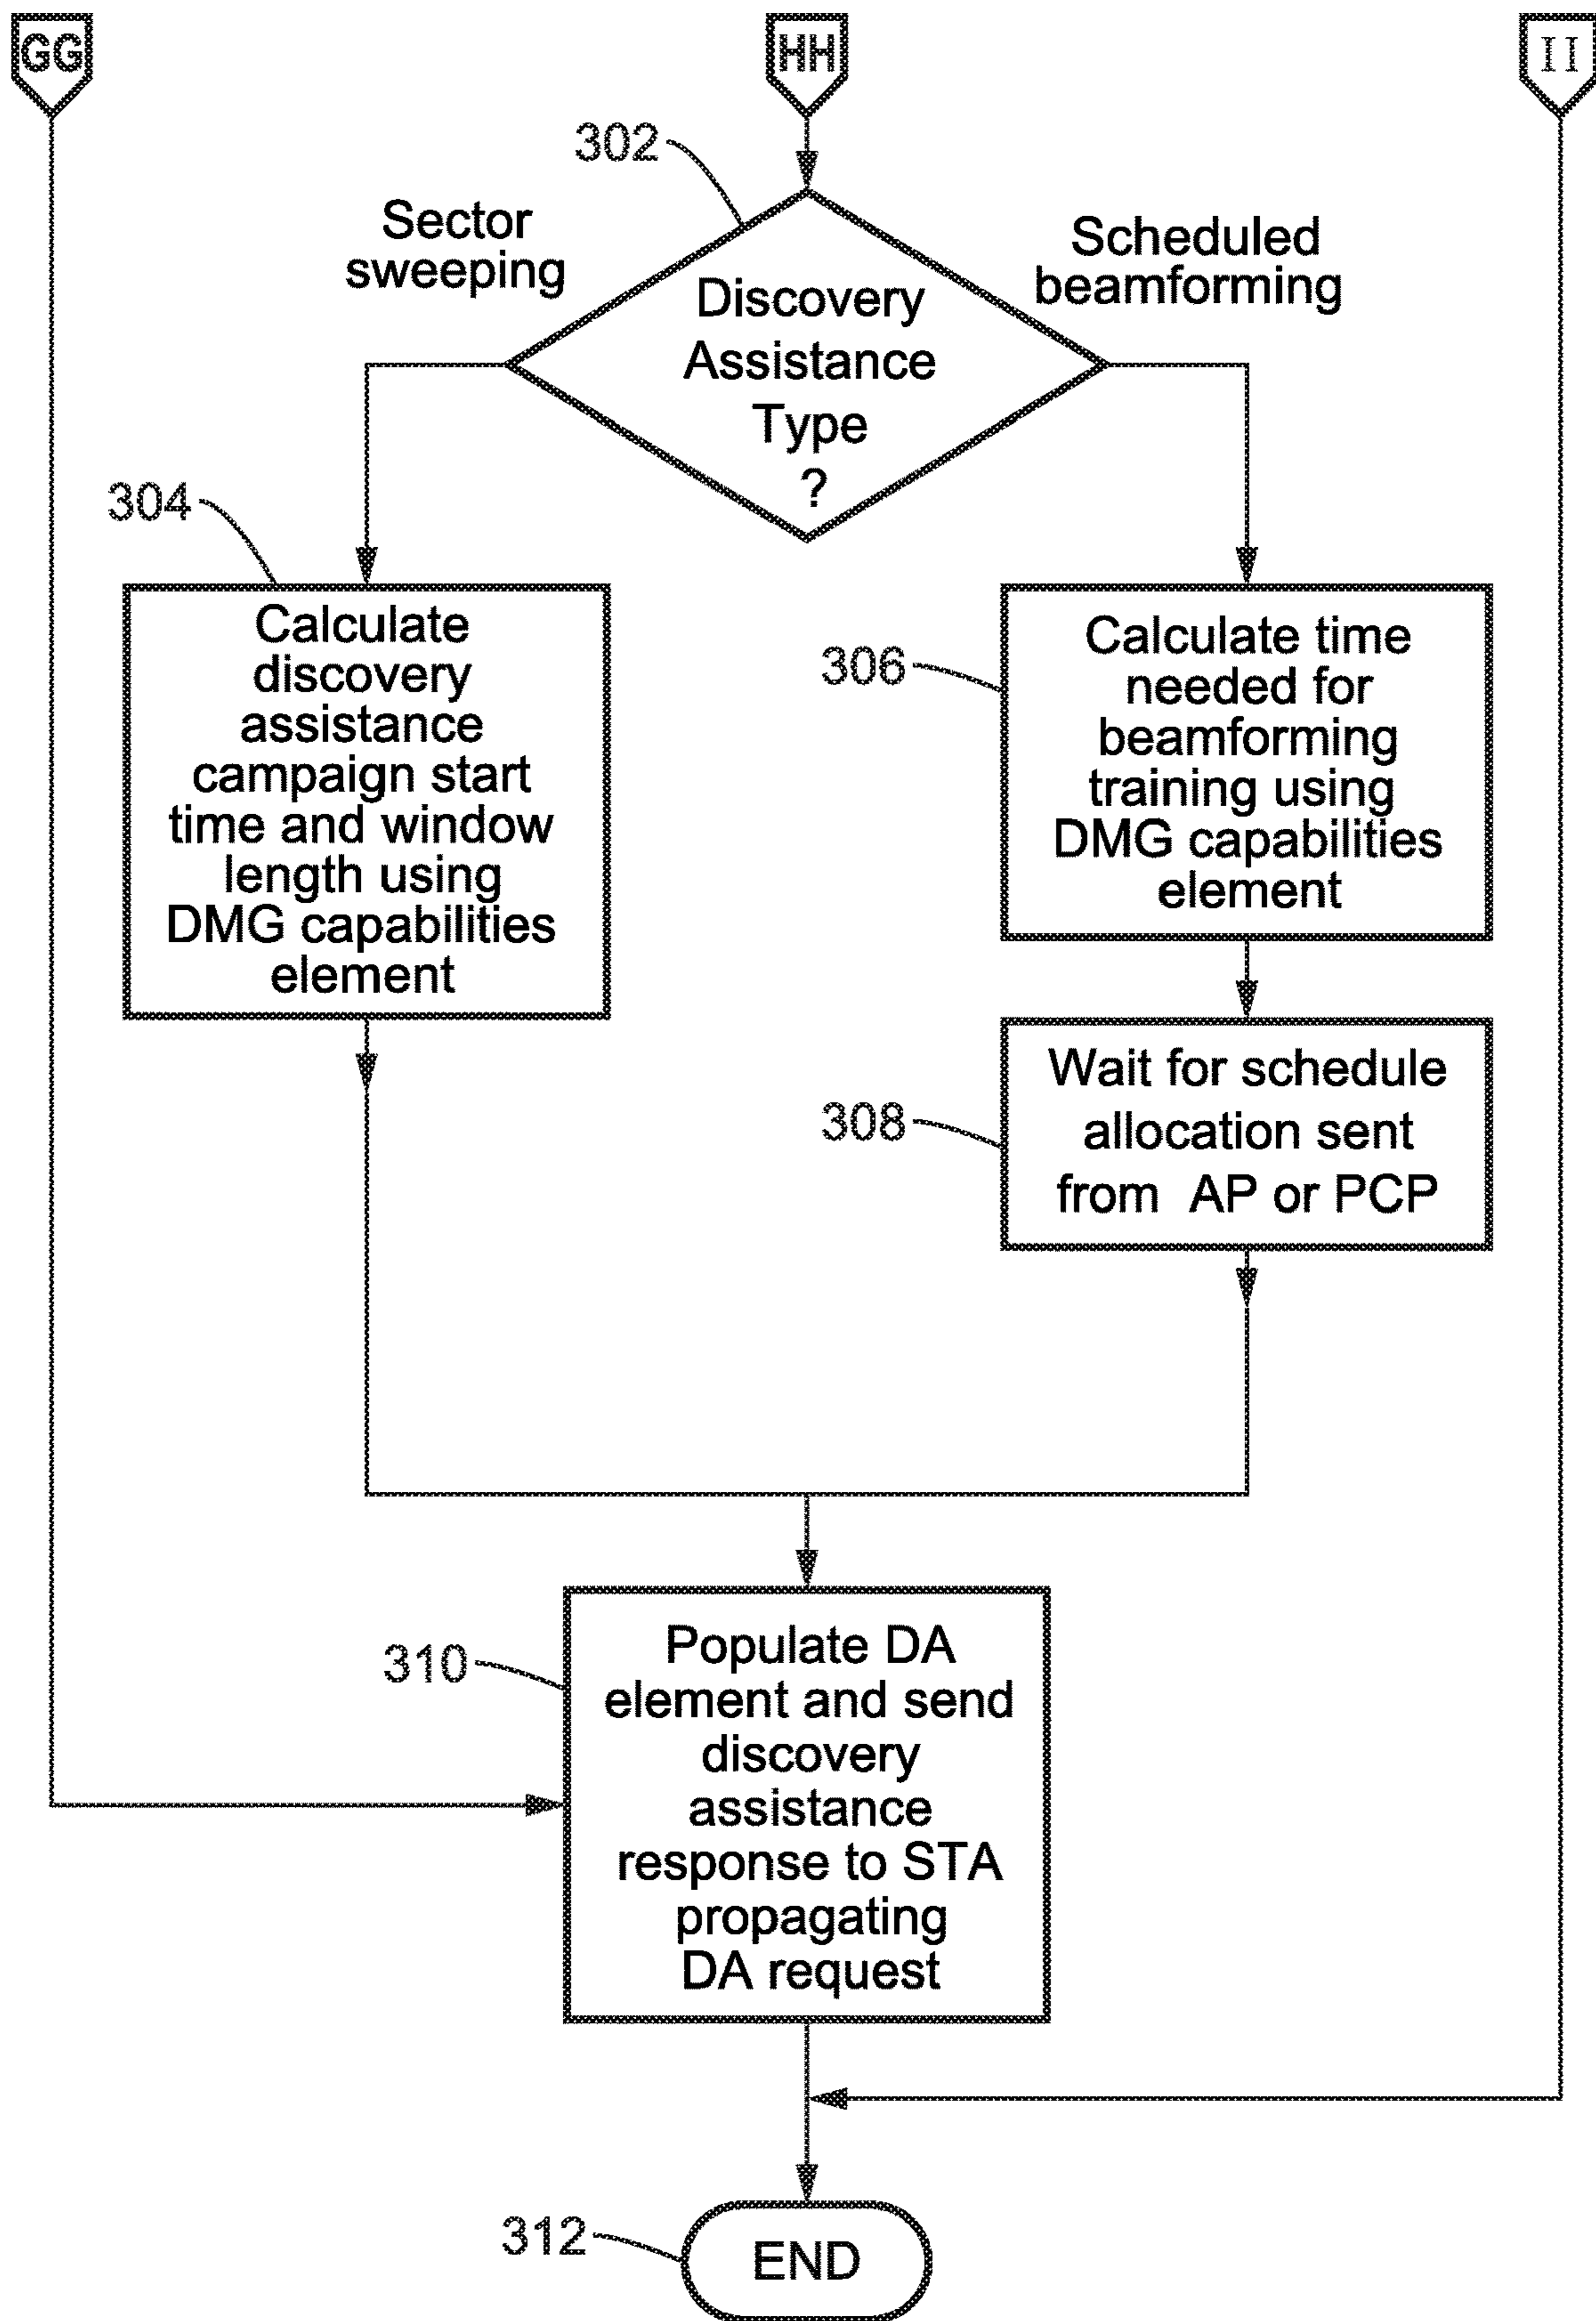 GG
HH
II
302
Sector
sweeping
Scheduled
beamforming
Discovery
Assistance
Type
?
304
Calculate
discovery
assistance
campaign start
time and window
length using
DMG capabilities
element
306
Calculate time
needed for
beamforming
training using
DMG capabilities
element
308
Wait for schedule
allocation sent
from AP or PCP
310
Populate DA
element and send
discovery
assistance
response to STA
propagating
DA request
312
END